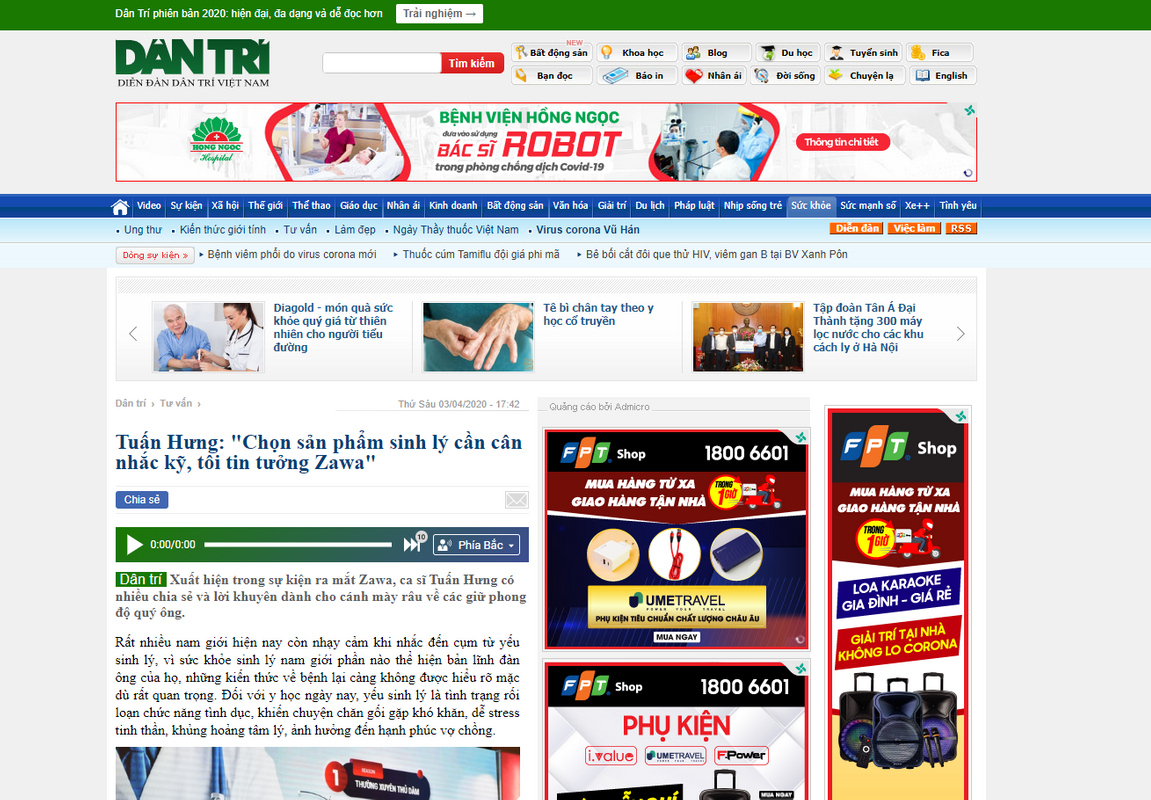 Dân Trí phiên bản 2020: hiện đại, đa dạng và dễ đọc hơn
Trải nghiệm →
DÂN TRÍ
DIỄN ĐÀN DÂN TRÍ VIỆT NAM
Tìm kiếm
NEW
Bất động sản
Khoa học
Blog
Du học
Tuyển sinh
Fica
Bạn đọc
Báo in
Nhân ái
Đời sống
Chuyện lạ
English
HONG NGOC
Hospital
BỆNH VIỆN HỒNG NGỌC
đưa vào sử dụng
BÁC SĨ ROBOT
trong phòng chống dịch Covid-19
Thông tin chi tiết
Video
Sự kiện
Xã hội
Thế giới
Thể thao
Giáo dục
Nhân ái
Kinh doanh
Bất động sản
Văn hóa
Giải trí
Du lịch
Pháp luật
Nhịp sống trẻ
Sức khỏe
Sức mạnh số
Xe++
Tình yêu
Ung thư
Kiến thức giới tính
Tư vấn
Làm đẹp
Ngày Thầy thuốc Việt Nam
Virus corona Vũ Hán
Diễn đàn
Việc làm
RSS
Dòng sự kiện »
Bệnh viêm phổi do virus corona mới
Thuốc cúm Tamiflu đội giá phi mã
Bê bối cắt đôi que thử HIV, viêm gan B tại BV Xanh Pôn
Diagold - món quà sức
khỏe quý giá từ thiên
nhiên cho người tiểu
đường
Tê bì chân tay theo y
học cổ truyền
Tập đoàn Tân Á Đại
Thành tặng 300 máy
lọc nước cho các khu
cách ly ở Hà Nội
Dân trí › Tư vấn ›
Thứ Sáu 03/04/2020 - 17:42
Tuấn Hưng: "Chọn sản phẩm sinh lý cần cân
nhắc kỹ, tôi tin tưởng Zawa"
Chia sẻ
0:00/0:00
10
Phía Bắc
Dân trí Xuất hiện trong sự kiện ra mắt Zawa, ca sĩ Tuấn Hưng có
nhiều chia sẻ và lời khuyên dành cho cánh mày râu về các giữ phong
độ quý ông.
Rất nhiều nam giới hiện nay còn nhạy cảm khi nhắc đến cụm từ yếu
sinh lý, vì sức khỏe sinh lý nam giới phần nào thể hiện bản lĩnh đàn
ông của họ, những kiến thức về bệnh lại càng không được hiểu rõ mặc
dù rất quan trọng. Đối với y học ngày nay, yếu sinh lý là tình trạng rối
loạn chức năng tình dục, khiến chuyện chăn gối gặp khó khăn, dễ stress
tinh thần, khủng hoảng tâm lý, ảnh hưởng đến hạnh phúc vợ chồng.
1
REASON
THƯỜNG XUYÊN THỦ DÂM
Quảng cáo bởi Admicro
FPT Shop
1800 6601
MUA HÀNG TỪ XA
GIAO HÀNG TẬN NHÀ
TRONG
1 GIỜ
UMETRAVEL
POWER YOUR TRAVEL
PHỤ KIỆN TIÊU CHUẨN CHẤT LƯỢNG CHÂU ÂU
MUA NGAY
FPT Shop
1800 6601
PHỤ KIỆN
i.value
UMETRAVEL
FPower
MUA NGAY
FPT Shop
MUA HÀNG TỪ XA
GIAO HÀNG TẬN NHÀ
TRONG
1 GIỜ
LOA KARAOKE
GIA ĐÌNH - GIÁ RẺ
GIẢI TRÍ TẠI NHÀ
KHÔNG LO CORONA